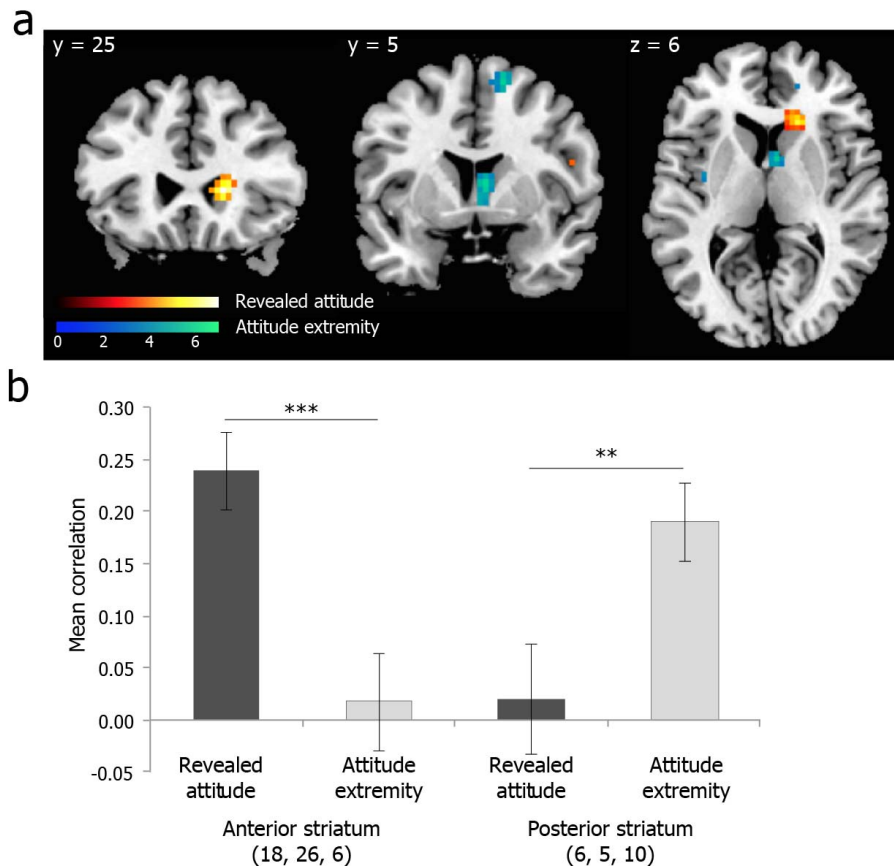 a
y = 25
y = 5
z = 6
Revealed attitude
Attitude extremity
0 2 4 6
b
Mean correlation
0.30
***
0.25
**
0.20
0.15
0.10
0.05
0.00
-0.05
Revealed attitude
Attitude extremity
Revealed attitude
Attitude extremity
Anterior striatum
(18, 26, 6)
Posterior striatum
(6, 5, 10)